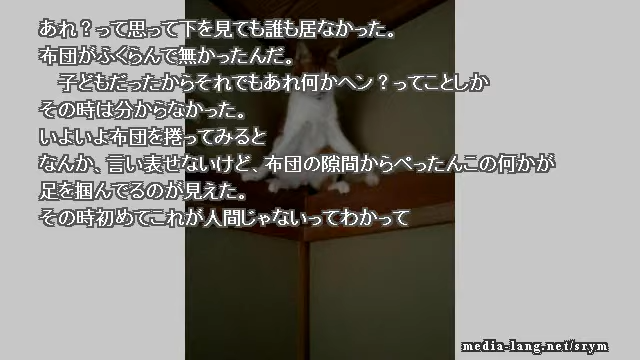 あれ？って思って下を見ても誰も居なかった。
布団がふくらんで無かったんだ。
　子どもだったからそれでもあれ何かヘン？ってことしか
その時は分からなかった。
いよいよ布団を捲ってみると
なんか、言い表せないけど、布団の隙間からぺったんこの何かが
足を掴んでるのが見えた。
その時初めてこれが人間じゃないってわかって
media-lang.net/srym